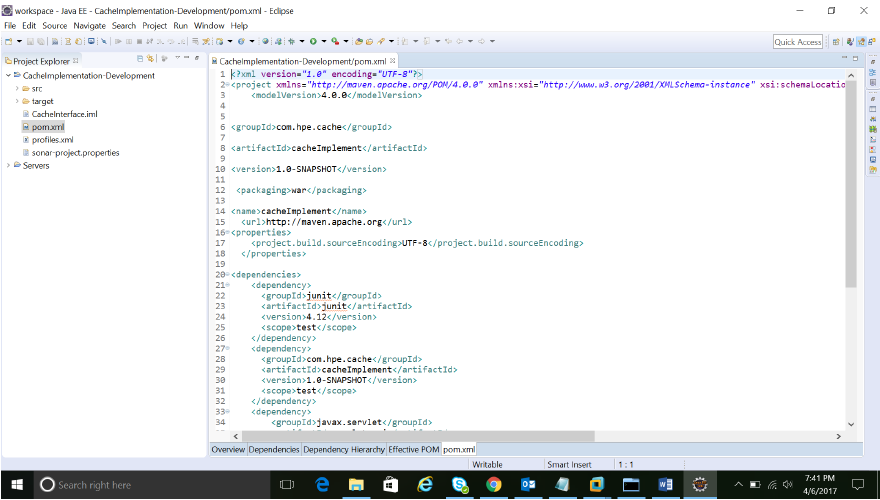 workspace - Java EE - CacheImplementation-Development/pom.xml - Eclipse
File Edit Source Navigate Search Project Run Window Help
Quick Access
Project Explorer
CacheImplementation-Development
src
target
CacheInterface.iml
pom.xml
profiles.xml
sonar-project.properties
Servers
CacheImplementation-Development/pom.xml
1 <?xml version="1.0" encoding="UTF-8"?>
2 <project xmlns="http://maven.apache.org/POM/4.0.0" xmlns:xsi="http://www.w3.org/2001/XMLSchema-instance" xsi:schemaLocatio
3 <modelVersion>4.0.0</modelVersion>
4
5
6 <groupId>com.hpe.cache</groupId>
7
8 <artifactId>cacheImplement</artifactId>
9
10 <version>1.0-SNAPSHOT</version>
11
12 <packaging>war</packaging>
13
14 <name>cacheImplement</name>
15 <url>http://maven.apache.org</url>
16 <properties>
17 <project.build.sourceEncoding>UTF-8</project.build.sourceEncoding>
18 </properties>
19
20 <dependencies>
21 <dependency>
22 <groupId>junit</groupId>
23 <artifactId>junit</artifactId>
24 <version>4.12</version>
25 <scope>test</scope>
26 </dependency>
27 <dependency>
28 <groupId>com.hpe.cache</groupId>
29 <artifactId>cacheImplement</artifactId>
30 <version>1.0-SNAPSHOT</version>
31 <scope>test</scope>
32 </dependency>
33 <dependency>
34 <groupId>javax.servlet</groupId>
Overview Dependencies Dependency Hierarchy Effective POM pom.xml
Writable Smart Insert 1 : 1
Search right here
7:41 PM
4/6/2017